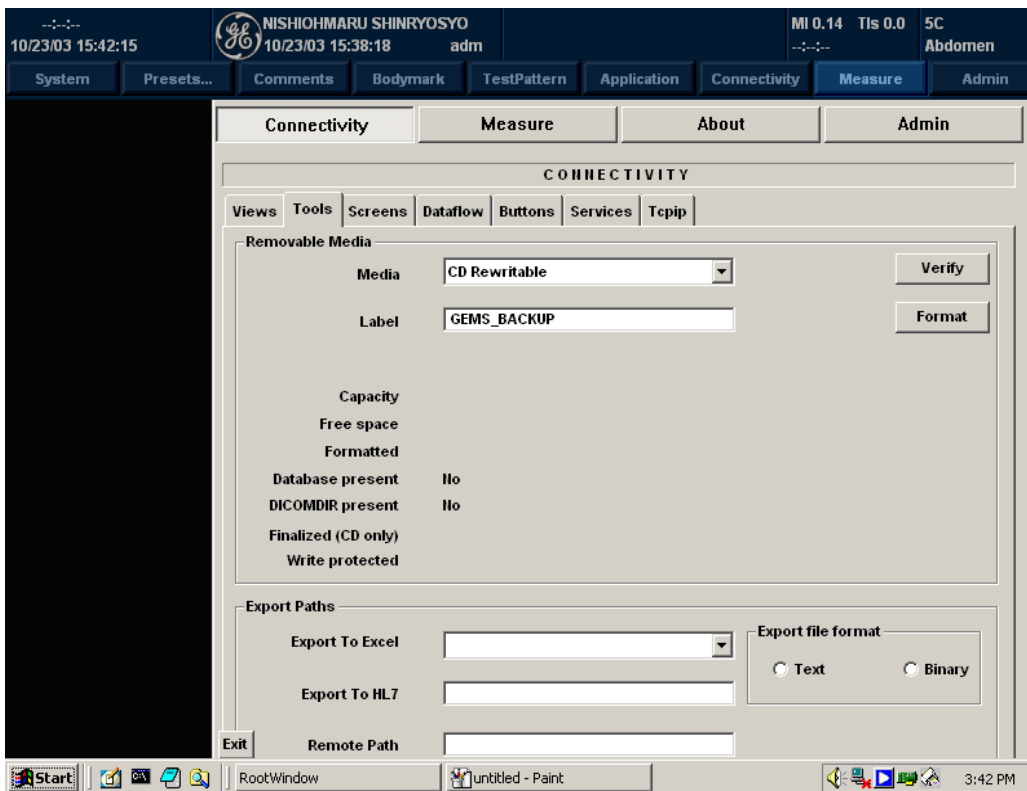 --:--:-- NISHIOHMARU SHINRYOSYO MI 0.14 TIs 0.0 5C
10/23/03 15:42:15 10/23/03 15:38:18 adm --:--:-- Abdomen
System Presets... Comments Bodymark TestPattern Application Connectivity Measure Admin
Connectivity Measure About Admin
CONNECTIVITY
Views Tools Screens Dataflow Buttons Services Tcpip
Removable Media
Media CD Rewritable Verify
Label GEMS_BACKUP Format
Capacity
Free space
Formatted
Database present No
DICOMDIR present No
Finalized (CD only)
Write protected
Export Paths
Export To Excel Export file format
Text Binary
Export To HL7
Exit Remote Path
Start RootWindow untitled - Paint 3:42 PM